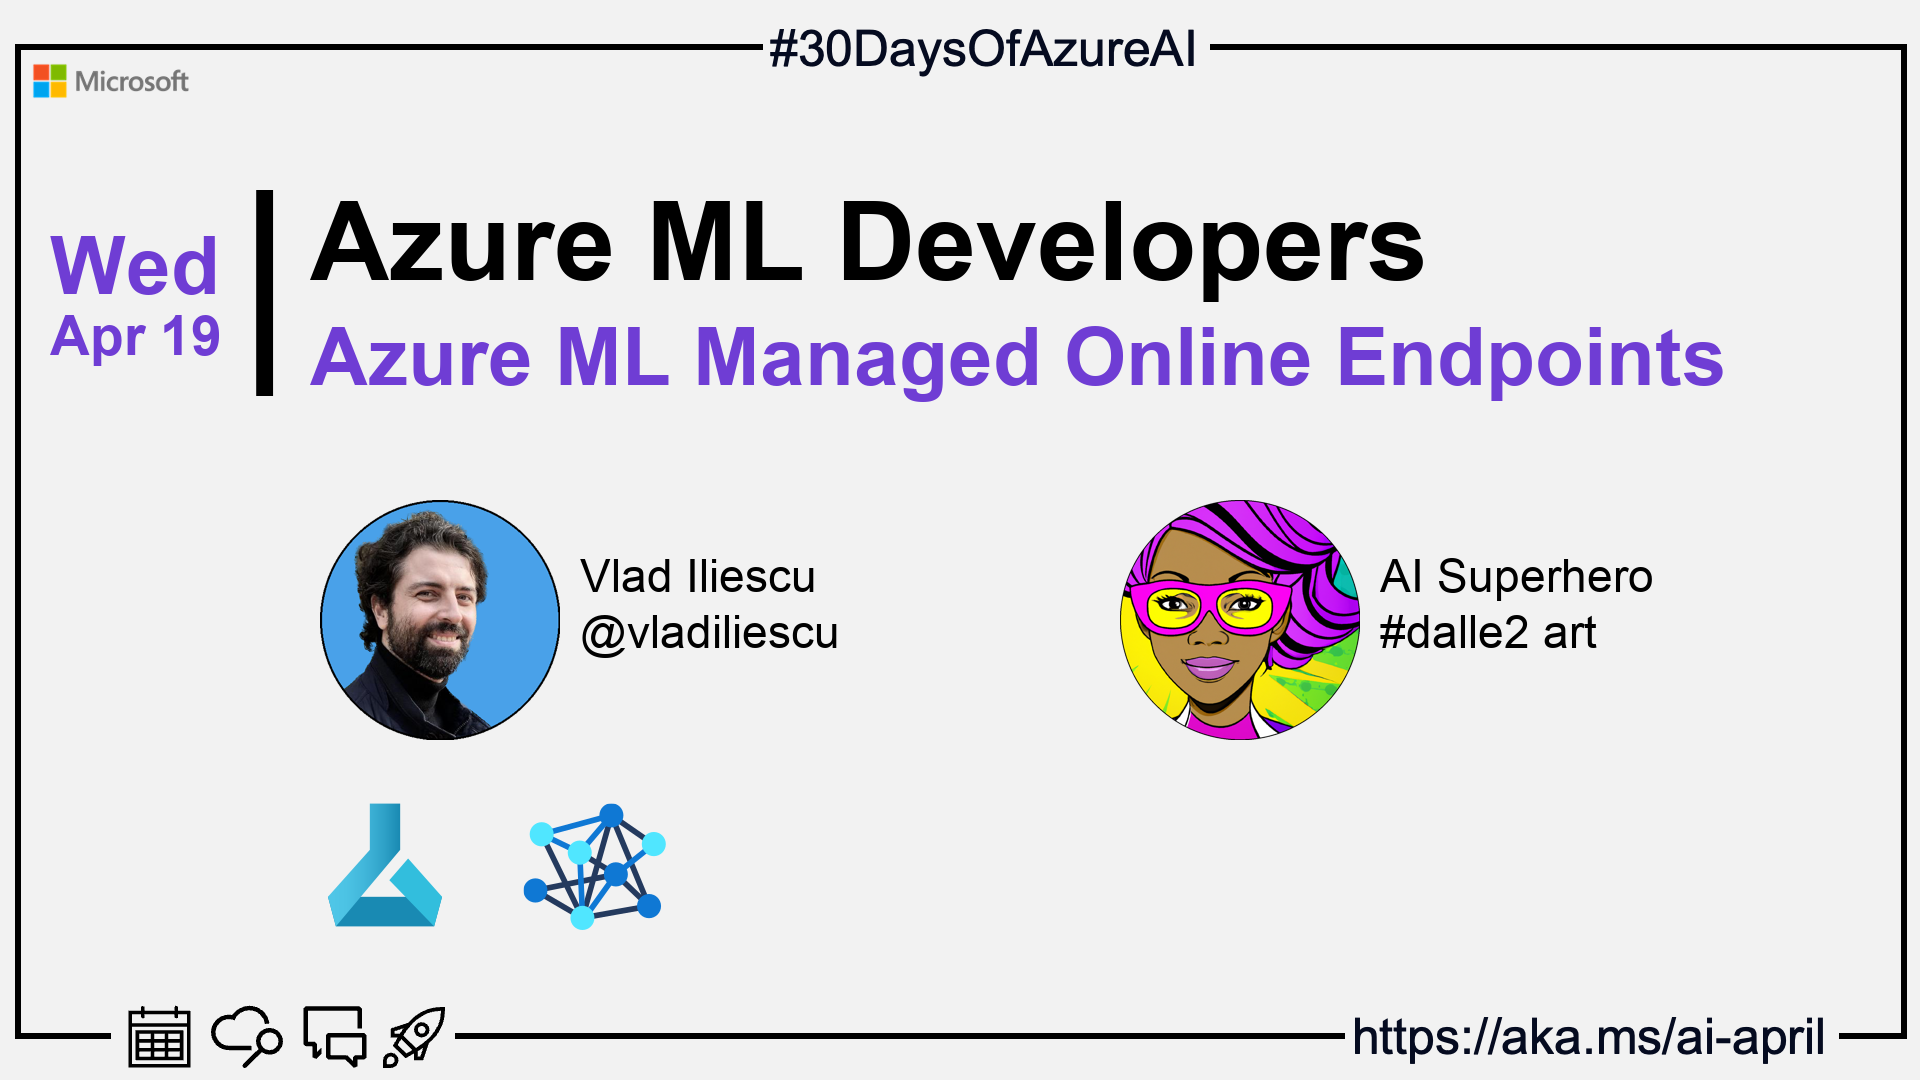 #30DaysOfAzureAI
Microsoft
Wed
Apr 19
Azure ML Developers
Azure ML Managed Online Endpoints
Vlad Iliescu
@vladiliescu
AI Superhero
#dalle2 art
https://aka.ms/ai-april